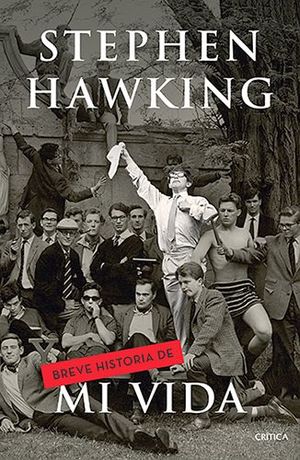 STEPHEN
HAWKING
BREVE HISTORIA DE
MI VIDA
CRÍTICA